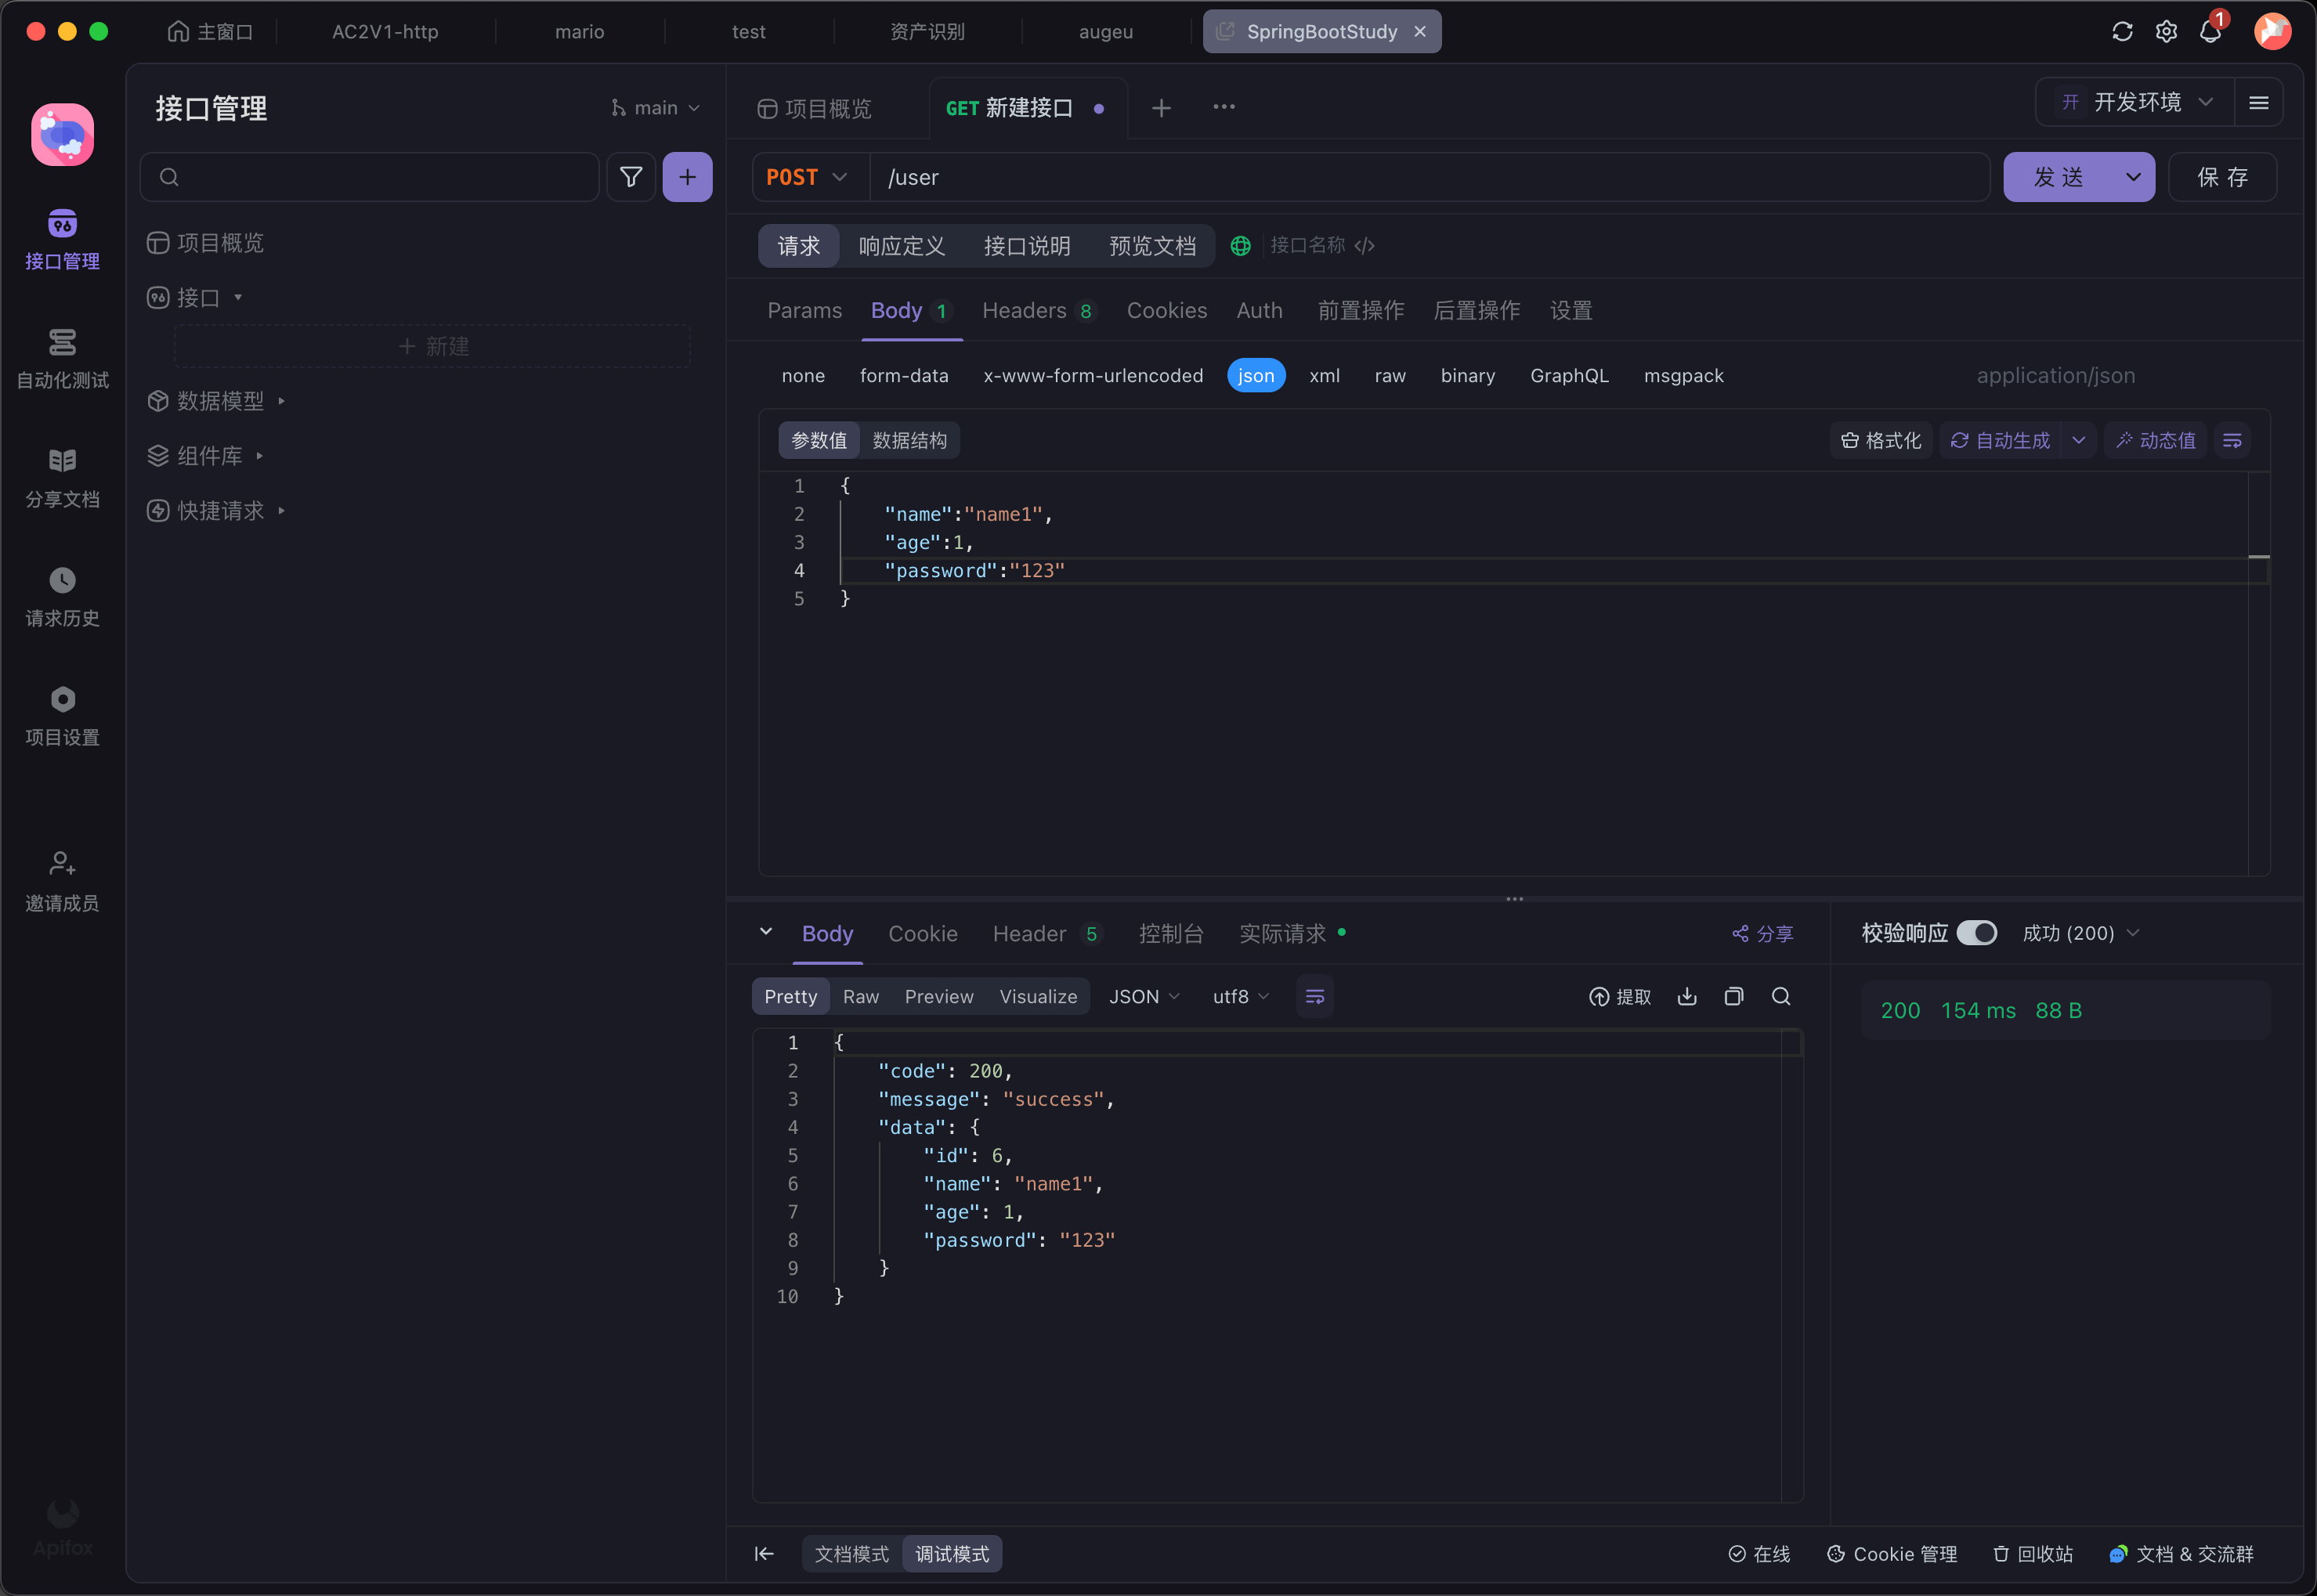 主窗口
AC2V1-http
mario
test
资产识别
augeu
SpringBootStudy
1
接口管理
自动化测试
分享文档
请求历史
项目设置
邀请成员
Apifox
接口管理
main
项目概览
接口
新建
数据模型
组件库
快捷请求
项目概览
GET 新建接口
开 开发环境
POST
/user
发 送
保 存
请求 响应定义 接口说明 预览文档
接口名称
Params Body 1 Headers 8 Cookies Auth 前置操作 后置操作 设置
none form-data x-www-form-urlencoded json xml raw binary GraphQL msgpack application/json
参数值 数据结构 格式化 自动生成 动态值
1 {
2 "name":"name1",
3 "age":1,
4 "password":"123"
5 }
Body Cookie Header 5 控制台 实际请求 分享
Pretty Raw Preview Visualize JSON utf8 提取
1 {
2 "code": 200,
3 "message": "success",
4 "data": {
5 "id": 6,
6 "name": "name1",
7 "age": 1,
8 "password": "123"
9 }
10 }
校验响应 成功 (200)
200 154 ms 88 B
文档模式 调试模式
在线 Cookie 管理 回收站 文档 & 交流群